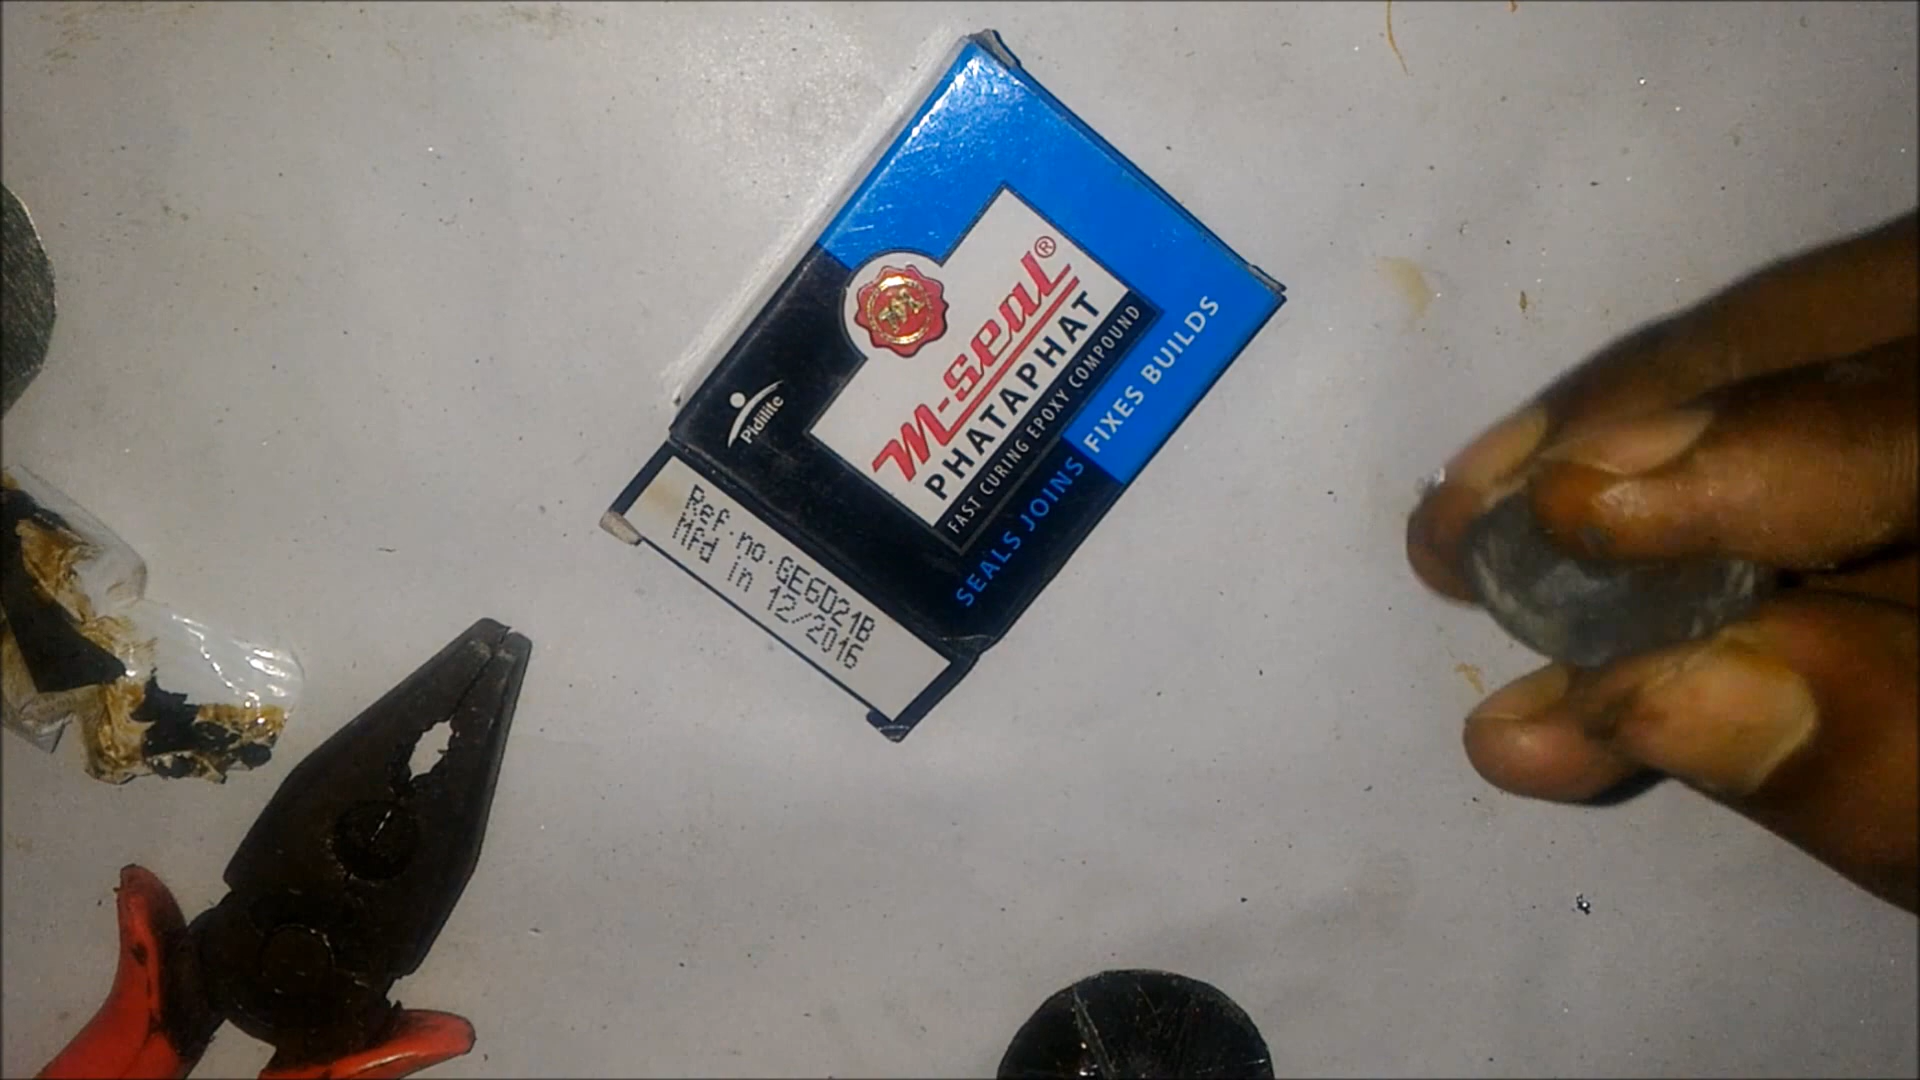 Pidilite
m-seal®
PHATAPHAT
FAST CURING EPOXY COMPOUND
SEALS JOINS FIXES BUILDS
Ref.no.GE6D21B
Mfd in 12/2016